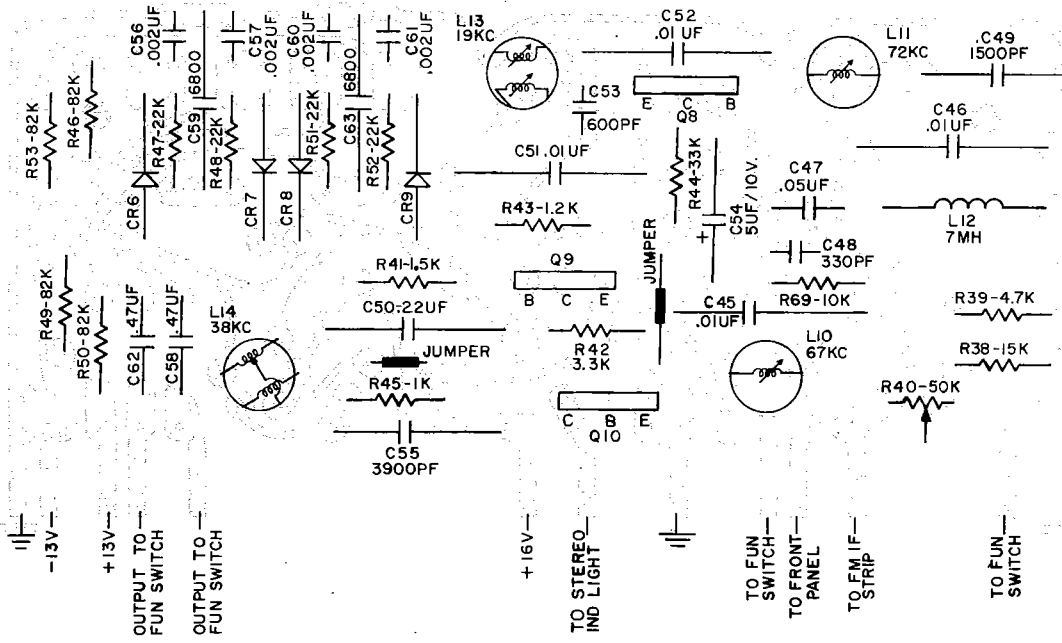 C56
.002UF
C57
.002UF
C60
.002UF
C61
.002UF
L13
19KC
C52
.01UF
L11
72KC
.C49
1500PF
R53-82K
R46-82K
R47-22K
C59
6800
R48-22K
R51-22K
C63
6800
R52-22K
C53
600PF
E C B
Q8
C46
.01UF
CR6
CR7
CR8
CR9
C51.01UF
R44-33K
C54
5UF/10V.
+
C47
.05UF
R43-1.2K
L12
7MH
C48
330PF
R41-1.5K
Q9
B C E
JUMPER
R69-10K
R49-82K
R50-82K
C62
.47UF
C58
.47UF
L14
38KC
C50-.22UF
C45
.01UF
R39-4.7K
JUMPER
R42
3.3K
L10
67KC
R38-15K
R45-1K
R40-50K
C B E
Q10
C55
3900PF
-13V
+13V
OUTPUT TO
FUN SWITCH
OUTPUT TO
FUN SWITCH
+16V
TO STEREO
IND LIGHT
TO FUN
SWITCH
TO FRONT
PANEL
TO FM IF
STRIP
TO FUN
SWITCH